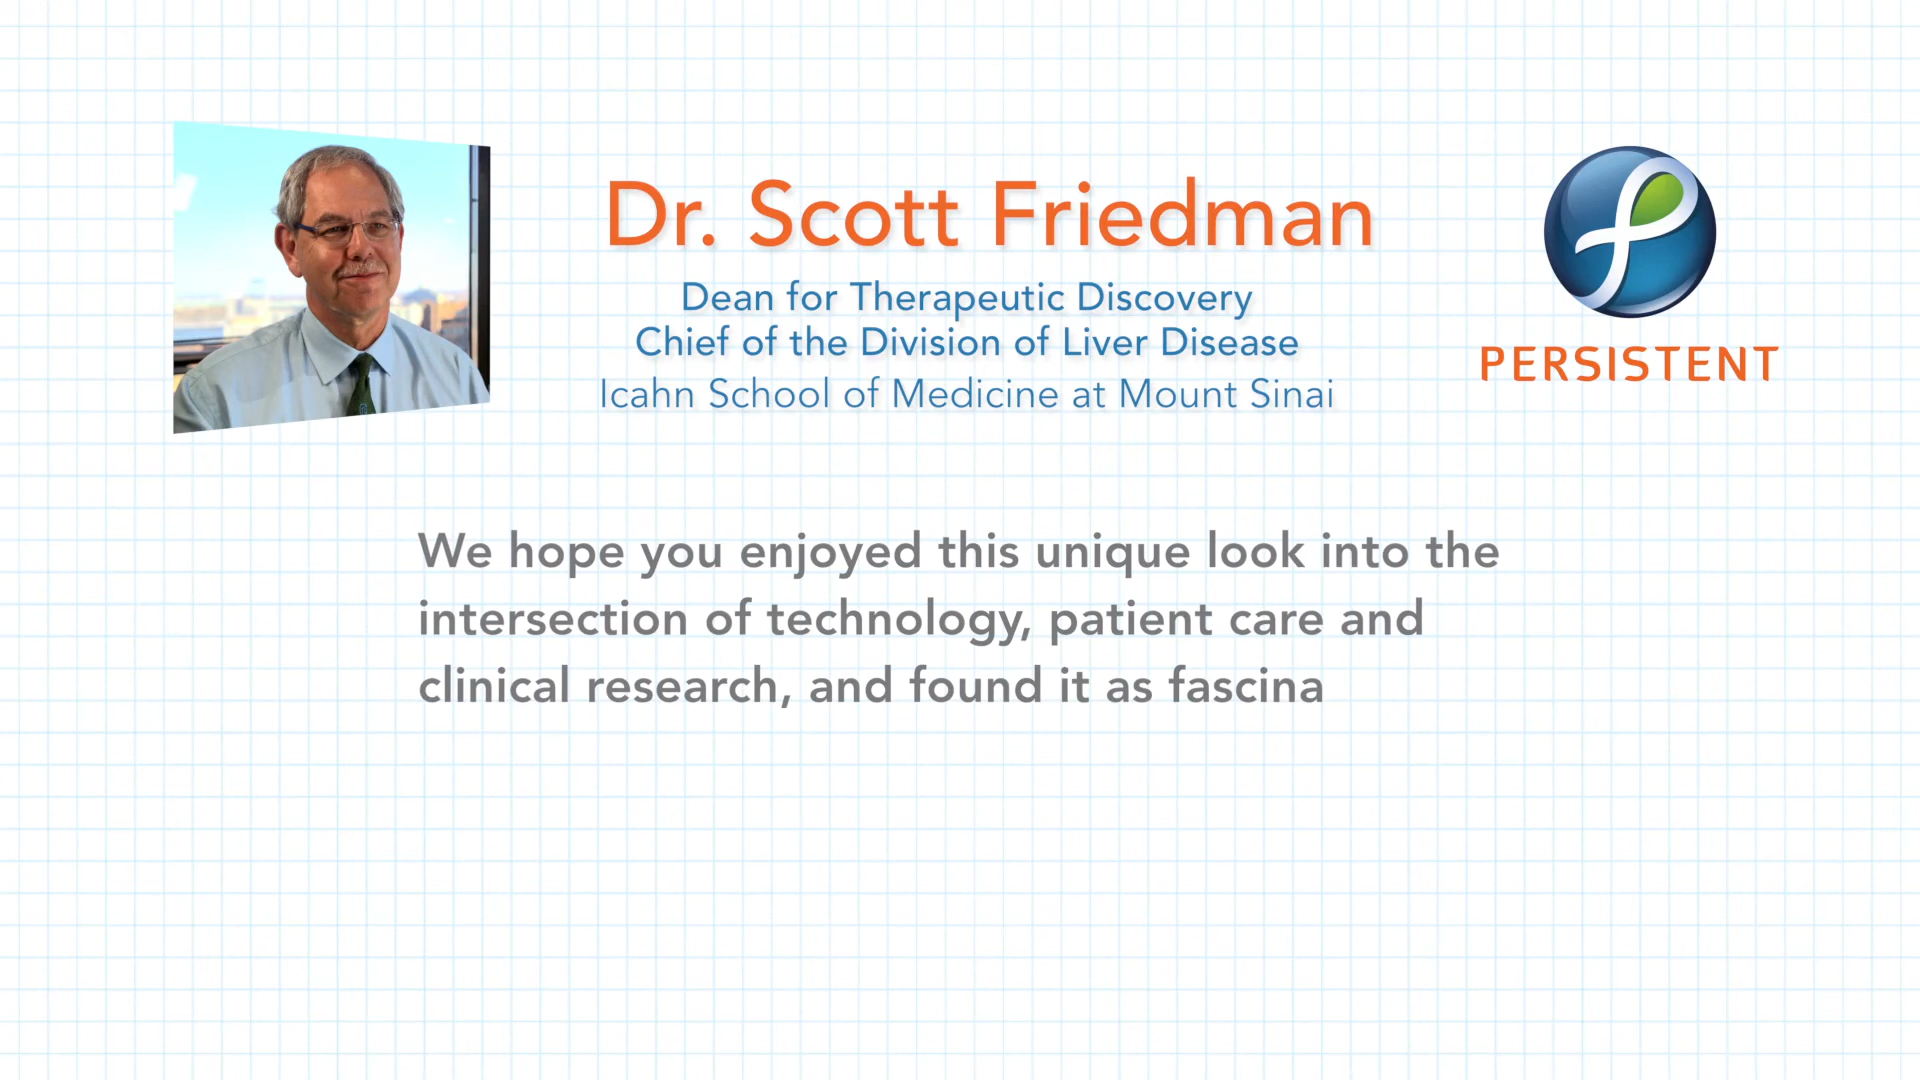 Dr. Scott Friedman
Dean for Therapeutic Discovery
Chief of the Division of Liver Disease
Icahn School of Medicine at Mount Sinai
PERSISTENT
We hope you enjoyed this unique look into the
intersection of technology, patient care and
clinical research, and found it as fascina